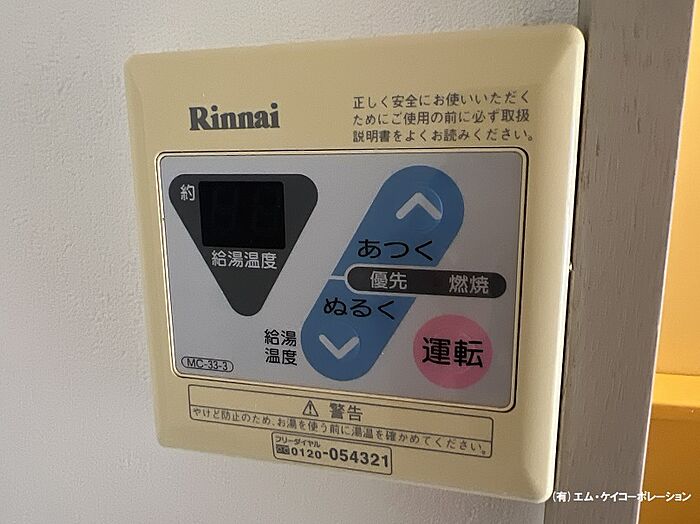 Rinnai
正しく安全にお使いいただく
ためにご使用の前に必ず取扱
説明書をよくお読みください。
約
給湯温度
あつく
優先 燃焼
ぬるく
給湯
温度
運転
MC-33-3
⚠ 警告
やけど防止のため、お湯を使う前に湯温を確かめてください。
フリーダイヤル
0120-054321
(有)エム・ケイコーポレーション